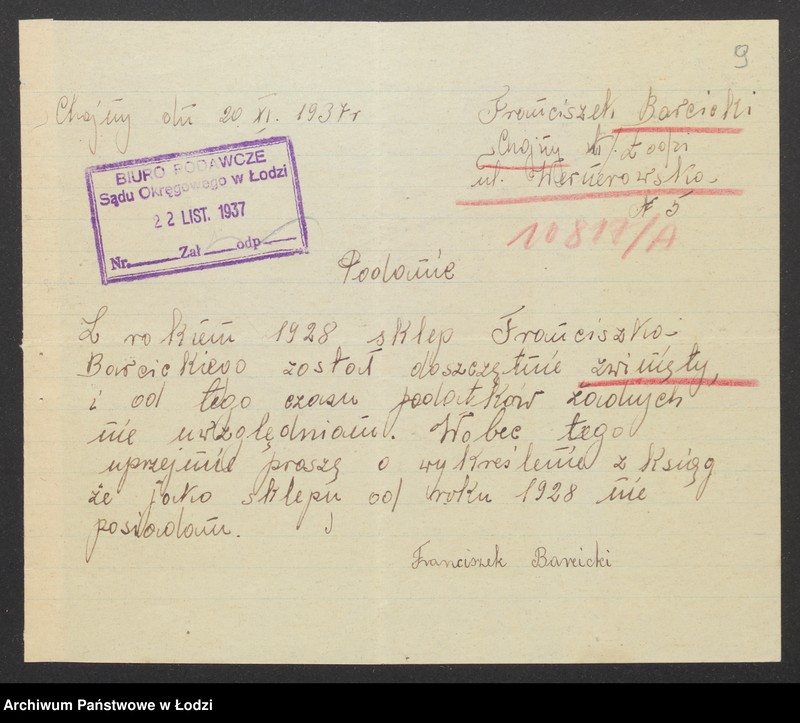 9
Chojny dn 20 XI. 1937 r
Franciszek Barcicki
Chojny k/Łodzi
ul. Wernerowska
№ 5
10817/A
BIURO PODAWCZE
Sądu Okręgowego w Łodzi
22 LIST. 1937
Nr. Zał odp
Podanie
Z rokiem 1928 sklep Franciszka
Barcickiego został doszczętnie zwinięty,
i od tego czasu podatków żadnych
nie uwzględniam. Wobec tego
uprzejmie proszę o wykreślenie z ksiąg
że jako sklepu od roku 1928 nie
posiadam.
Franciszek Barcicki
Archiwum Państwowe w Łodzi